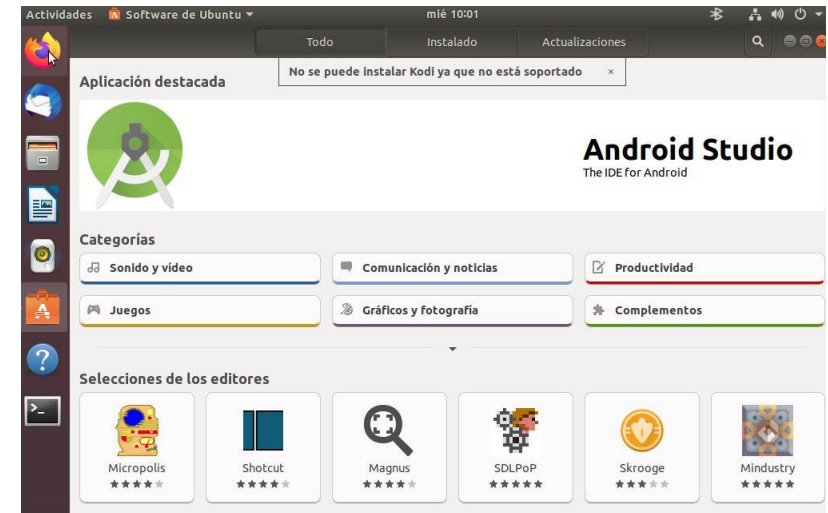 Actividades Software de Ubuntu mié 10:01
Todo Instalado Actualizaciones
No se puede instalar Kodi ya que no está soportado ×
Aplicación destacada
Android Studio
The IDE for Android
Categorías
Sonido y vídeo Comunicación y noticias Productividad
Juegos Gráficos y fotografía Complementos
Selecciones de los editores
Micropolis Shotcut Magnus SDLPoP Skrooge Mindustry